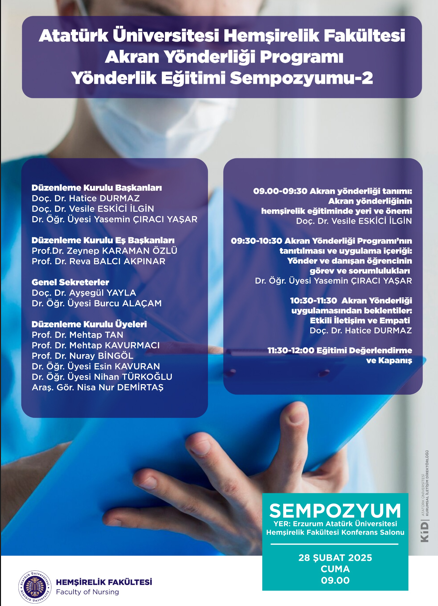 Atatürk Üniversitesi Hemşirelik Fakültesi
Akran Yönderliği Programı
Yönderlik Eğitimi Sempozyumu-2
Düzenleme Kurulu Başkanları
Doç. Dr. Hatice DURMAZ
Doç. Dr. Vesile ESKİCİ İLGİN
Dr. Öğr. Üyesi Yasemin ÇIRACI YAŞAR
Düzenleme Kurulu Eş Başkanları
Prof.Dr. Zeynep KARAMAN ÖZLÜ
Prof. Dr. Reva BALCI AKPINAR
Genel Sekreterler
Doç. Dr. Ayşegül YAYLA
Dr. Öğr. Üyesi Burcu ALAÇAM
Düzenleme Kurulu Üyeleri
Prof. Dr. Mehtap TAN
Prof. Dr. Mehtap KAVURMACI
Prof. Dr. Nuray BİNGÖL
Dr. Öğr. Üyesi Esin KAVURAN
Dr. Öğr. Üyesi Nihan TÜRKOĞLU
Araş. Gör. Nisa Nur DEMİRTAŞ
09.00-09:30 Akran yönderliği tanımı:
Akran yönderliğinin
hemşirelik eğitiminde yeri ve önemi
Doç. Dr. Vesile ESKİCİ İLGİN
09:30-10:30 Akran Yönderliği Programı'nın
tanıtılması ve uygulama içeriği:
Yönder ve danışan öğrencinin
görev ve sorumlulukları
Dr. Öğr. Üyesi Yasemin ÇIRACI YAŞAR
10:30-11:30 Akran Yönderliği
uygulamasından beklentiler:
Etkili İletişim ve Empati
Doç. Dr. Hatice DURMAZ
11:30-12:00 Eğitimi Değerlendirme
ve Kapanış
SEMPOZYUM
YER: Erzurum Atatürk Üniversitesi
Hemşirelik Fakültesi Konferans Salonu
28 ŞUBAT 2025
CUMA
09.00
KiD
HEMŞİRELİK FAKÜLTESİ
Faculty of Nursing